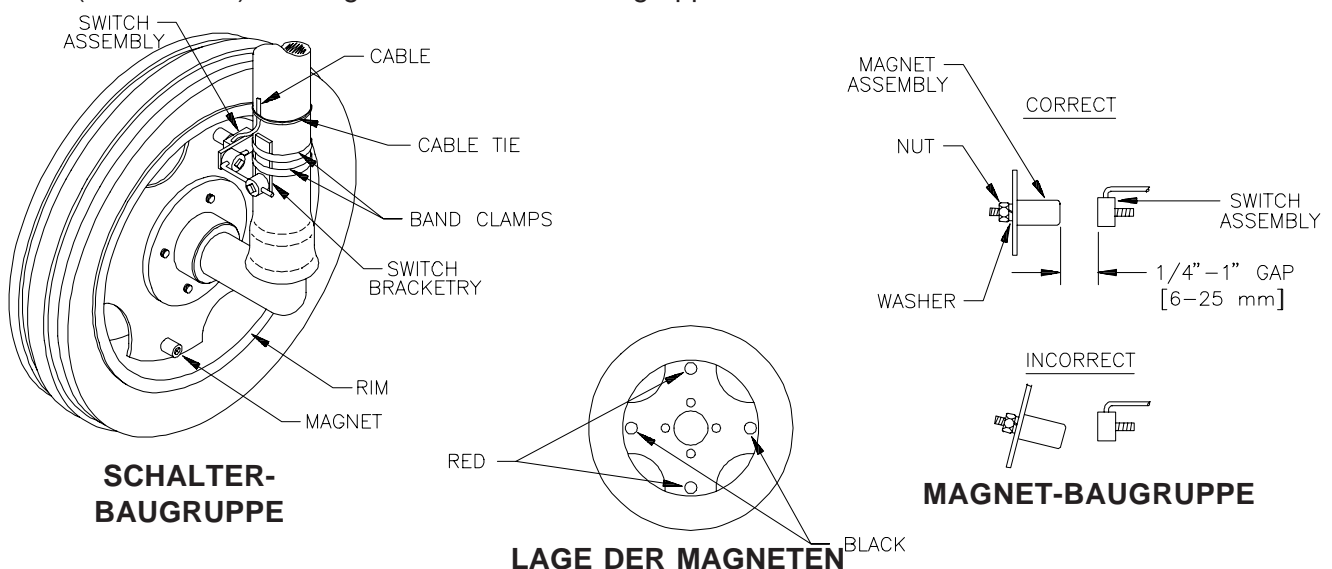 SWITCH
ASSEMBLY
CABLE
CABLE TIE
BAND CLAMPS
SWITCH
BRACKETRY
RIM
MAGNET
SCHALTER-
BAUGRUPPE
RED
BLACK
LAGE DER MAGNETEN
MAGNET
ASSEMBLY
CORRECT
NUT
SWITCH
ASSEMBLY
WASHER
1/4"-1" GAP
[6-25 mm]
INCORRECT
MAGNET-BAUGRUPPE